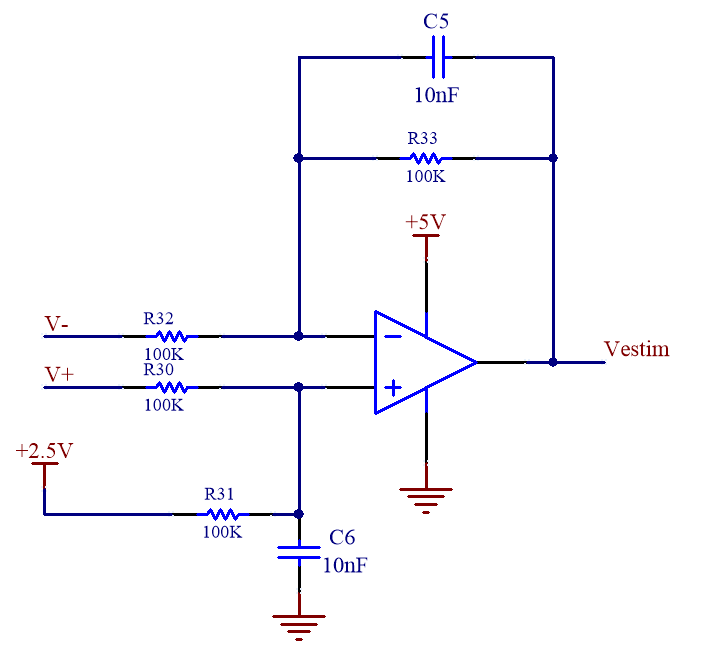 C5
10nF
R33
100K
+5V
V-
R32
100K
Vestim
V+
R30
100K
+2.5V
R31
100K
C6
10nF